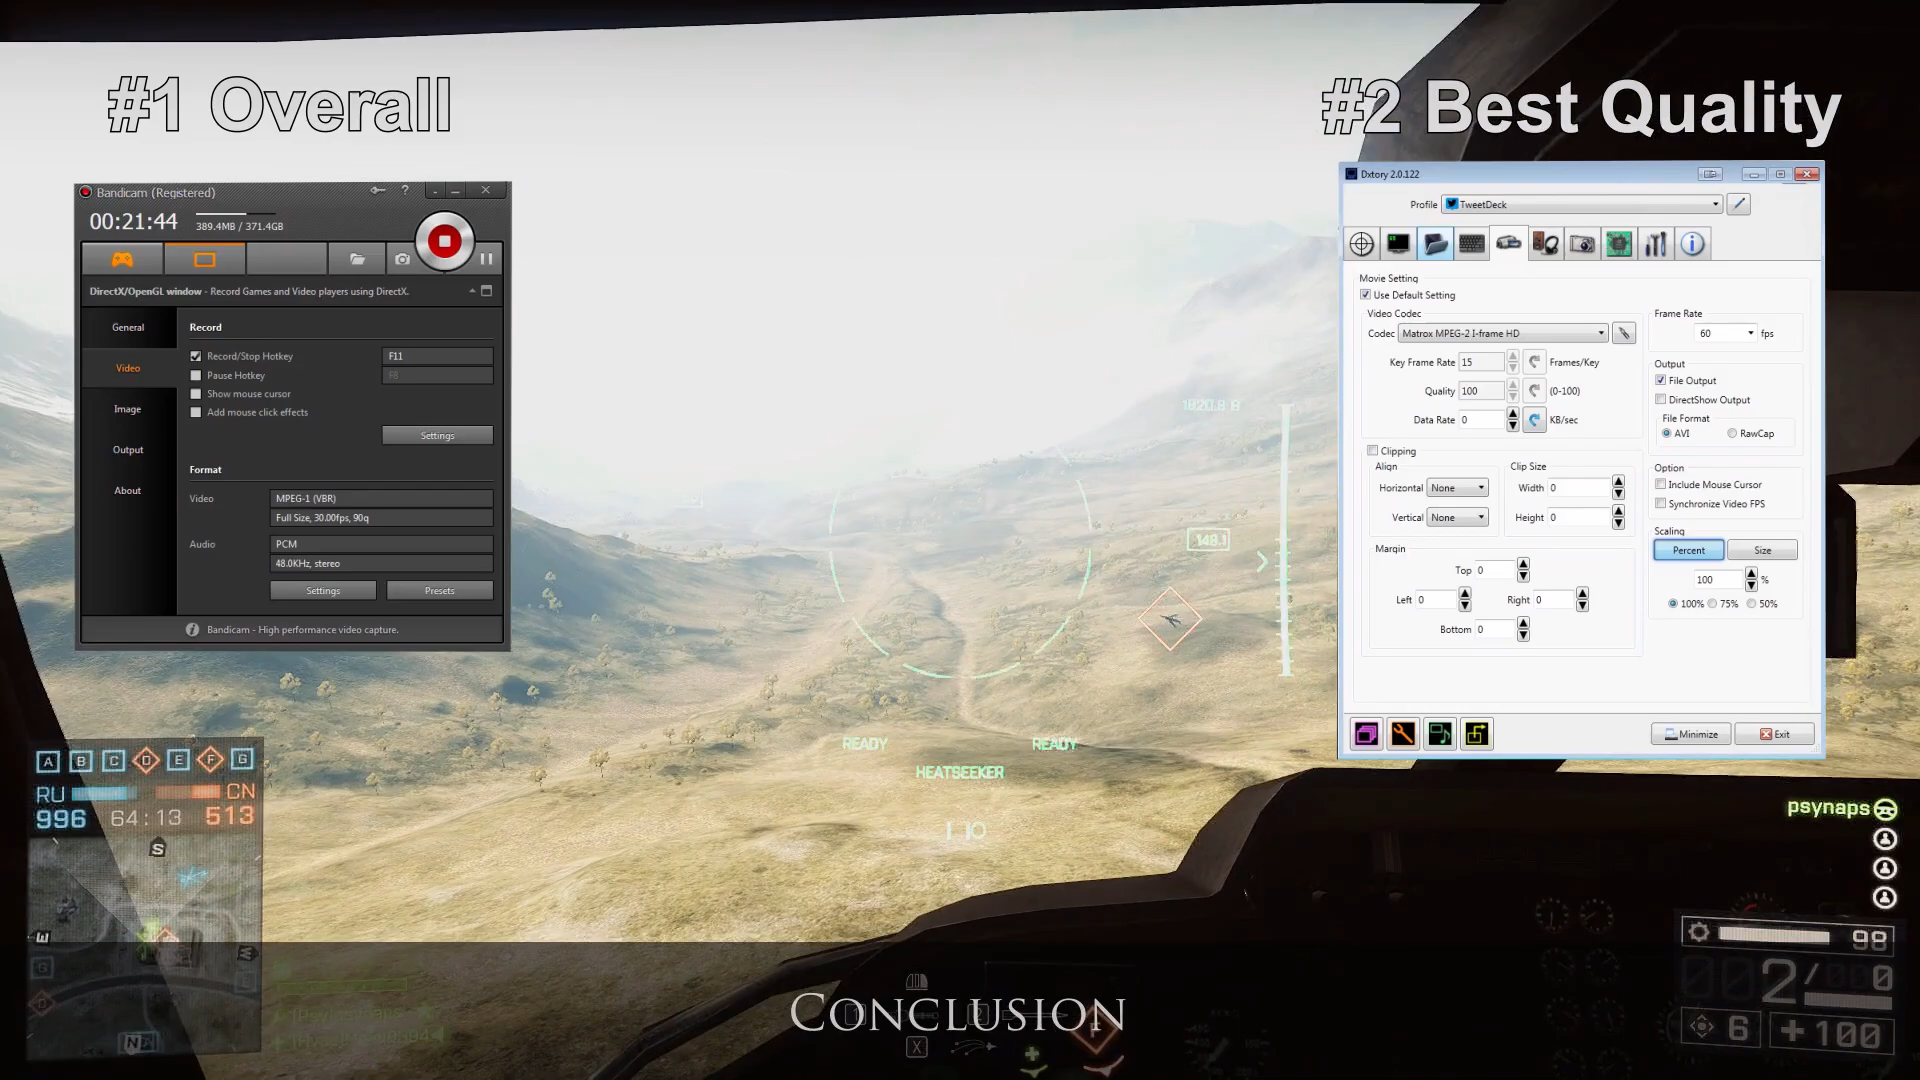 #1 Overall
#2 Best Quality
Bandicam (Registered)
?
00:21:44
389.4MB / 371.4GB
DirectX/OpenGL window - Record Games and Video players using DirectX.
General
Video
Image
Output
About
Record
Record/Stop Hotkey
F11
Pause Hotkey
F8
Show mouse cursor
Add mouse click effects
Settings
Format
Video
MPEG-1 (VBR)
Full Size, 30.00fps, 90q
Audio
PCM
48.0KHz, stereo
Settings
Presets
Bandicam - High performance video capture.
Dxtory 2.0.122
Profile
TweetDeck
Movie Setting
Use Default Setting
Video Codec
Codec
Matrox MPEG-2 I-frame HD
Key Frame Rate
15
Frames/Key
Quality
100
(0-100)
Data Rate
0
KB/sec
Frame Rate
60
fps
Output
File Output
DirectShow Output
File Format
AVI
RawCap
Clipping
Align
Horizontal
None
Vertical
None
Clip Size
Width
0
Height
0
Margin
Top
0
Left
0
Right
0
Bottom
0
Option
Include Mouse Cursor
Synchronize Video FPS
Scaling
Percent
Size
100
%
100%
75%
50%
Minimize
Exit
148.1
READY
READY
HEATSEEKER
A B C D E F G
RU
CN
996
64:13
513
S
W
N
psynaps
98
2/
0
6
+100
X
CONCLUSION